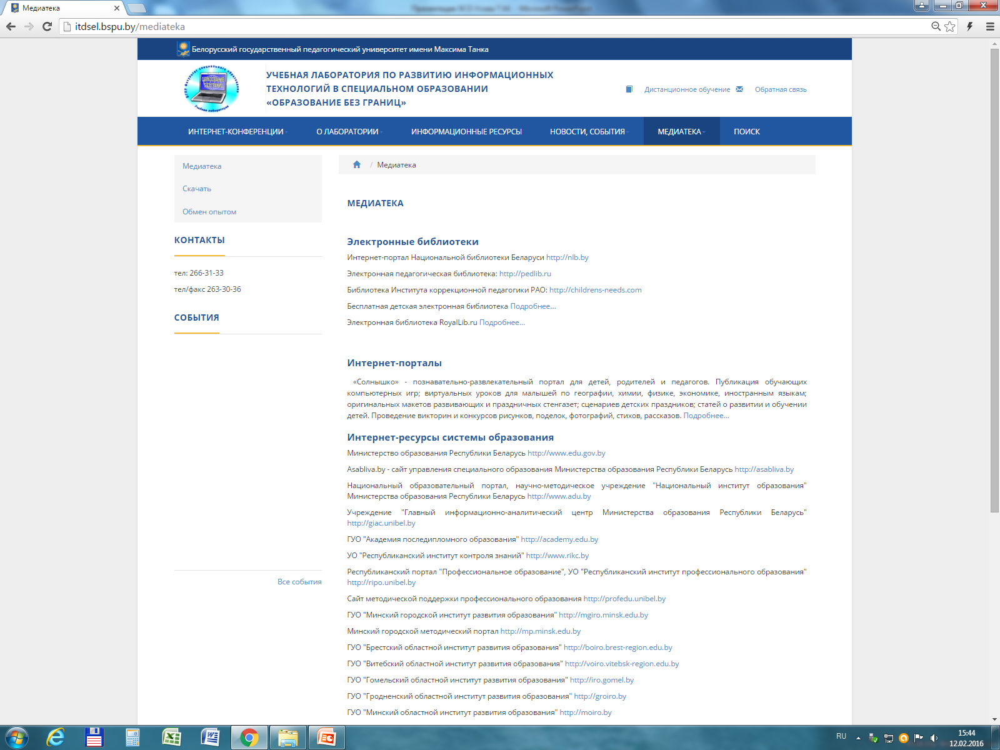 Медиатека
itdsel.bspu.by/mediateka
Белорусский государственный педагогический университет имени Максима Танка
УЧЕБНАЯ ЛАБОРАТОРИЯ ПО РАЗВИТИЮ ИНФОРМАЦИОННЫХ
ТЕХНОЛОГИЙ В СПЕЦИАЛЬНОМ ОБРАЗОВАНИИ
«ОБРАЗОВАНИЕ БЕЗ ГРАНИЦ»
Дистанционное обучение Обратная связь
ИНТЕРНЕТ-КОНФЕРЕНЦИИ О ЛАБОРАТОРИИ ИНФОРМАЦИОННЫЕ РЕСУРСЫ НОВОСТИ, СОБЫТИЯ МЕДИАТЕКА ПОИСК
Медиатека
Скачать
Обмен опытом
КОНТАКТЫ
тел: 266-31-33
тел/факс 263-30-36
СОБЫТИЯ
Все события
/ Медиатека
МЕДИАТЕКА
Электронные библиотеки
Интернет-портал Национальной библиотеки Беларуси http://nlb.by
Электронная педагогическая библиотека: http://pedlib.ru
Библиотека Института коррекционной педагогики РАО: http://childrens-needs.com
Бесплатная детская электронная библиотека Подробнее...
Электронная библиотека RoyalLib.ru Подробнее...
Интернет-порталы
«Солнышко» - познавательно-развлекательный портал для детей, родителей и педагогов. Публикация обучающих
компьютерных игр; виртуальных уроков для малышей по географии, химии, физике, экономике, иностранным языкам;
оригинальных макетов развивающих и праздничных стенгазет; сценариев детских праздников; статей о развитии и обучении
детей. Проведение викторин и конкурсов рисунков, поделок, фотографий, стихов, рассказов. Подробнее...
Интернет-ресурсы системы образования
Министерство образования Республики Беларусь http://www.edu.gov.by
Asabliva.by - сайт управления специального образования Министерства образования Республики Беларусь http://asabliva.by
Национальный образовательный портал, научно-методическое учреждение "Национальный институт образования"
Министерства образования Республики Беларусь http://www.adu.by
Учреждение "Главный информационно-аналитический центр Министерства образования Республики Беларусь"
http://giac.unibel.by
ГУО "Академия последипломного образования" http://academy.edu.by
УО "Республиканский институт контроля знаний" http://www.rikc.by
Республиканский портал "Профессиональное образование", УО "Республиканский институт профессионального образования"
http://ripo.unibel.by
Сайт методической поддержки профессионального образования http://profedu.unibel.by
ГУО "Минский городской институт развития образования" http://mgiro.minsk.edu.by
Минский городской методический портал http://mp.minsk.edu.by
ГУО "Брестский областной институт развития образования" http://boiro.brest-region.edu.by
ГУО "Витебский областной институт развития образования" http://voiro.vitebsk-region.edu.by
ГУО "Гомельский областной институт развития образования" http://iro.gomel.by
ГУО "Гродненский областной институт развития образования" http://groiro.by
ГУО "Минский областной институт развития образования" http://moiro.by
RU
15:44
12.02.2016